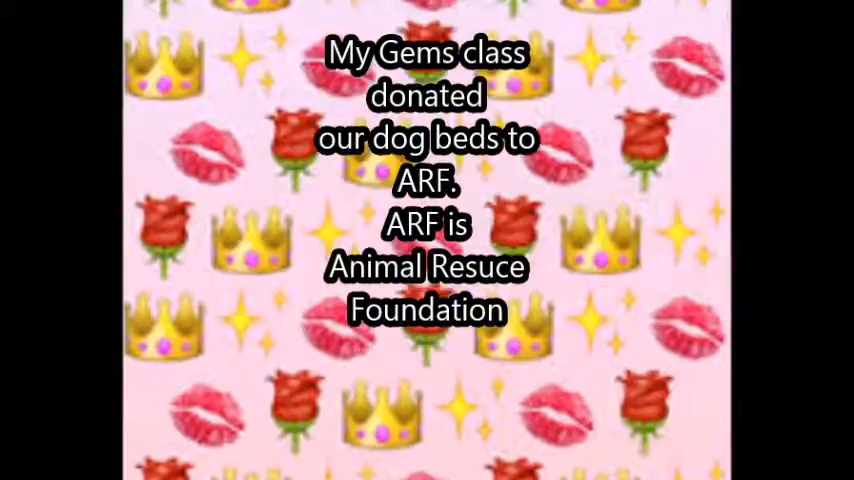 My Gems class
donated
our dog beds to
ARF.
ARF is
Animal Resuce
Foundation